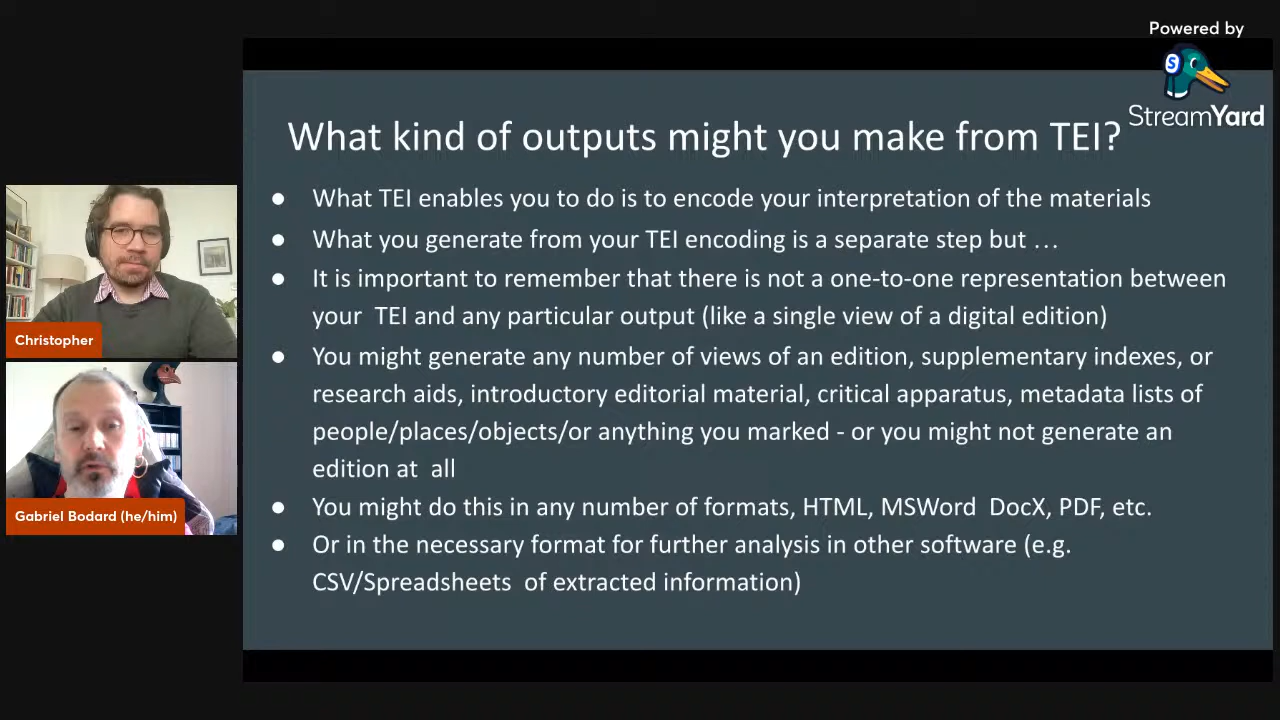 Powered by
S
StreamYard
What kind of outputs might you make from TEI?
● What TEI enables you to do is to encode your interpretation of the materials
● What you generate from your TEI encoding is a separate step but …
● It is important to remember that there is not a one-to-one representation between
your TEI and any particular output (like a single view of a digital edition)
● You might generate any number of views of an edition, supplementary indexes, or
research aids, introductory editorial material, critical apparatus, metadata lists of
people/places/objects/or anything you marked - or you might not generate an
edition at all
● You might do this in any number of formats, HTML, MSWord DocX, PDF, etc.
● Or in the necessary format for further analysis in other software (e.g.
CSV/Spreadsheets of extracted information)
Christopher
Gabriel Bodard (he/him)